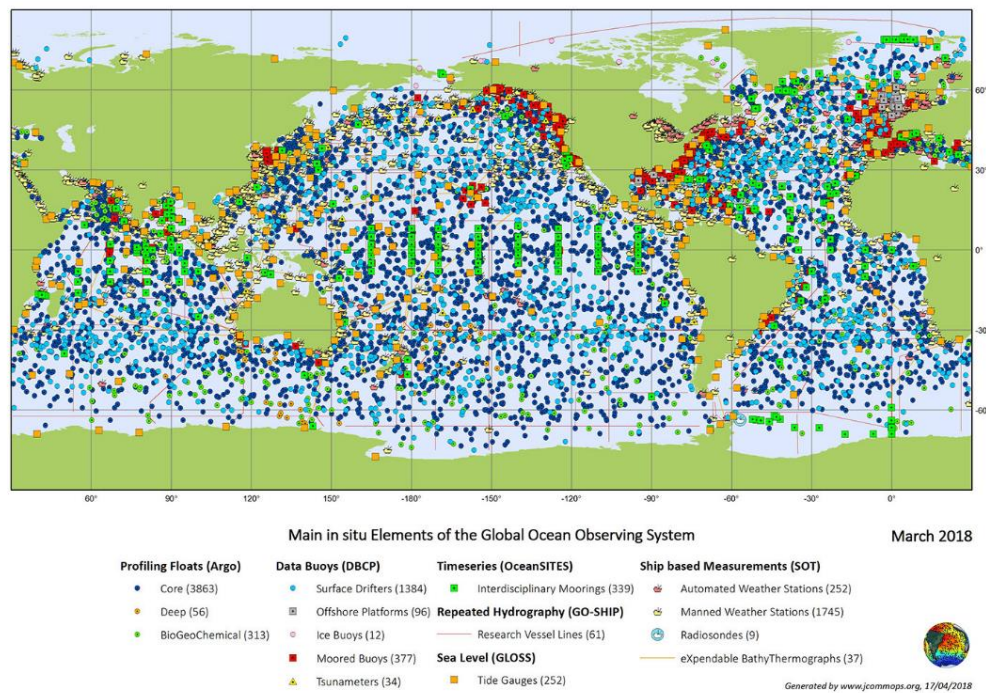 60°
30°
0°
-30°
-60°
60° 90° 120° 150° 180° -150° -120° -90° -60° -30° 0°
Main in situ Elements of the Global Ocean Observing System
March 2018
Profiling Floats (Argo)
Core (3863)
Deep (56)
BioGeoChemical (313)
Data Buoys (DBCP)
Surface Drifters (1384)
Offshore Platforms (96)
Ice Buoys (12)
Moored Buoys (377)
Tsunameters (34)
Timeseries (OceanSITES)
Interdisciplinary Moorings (339)
Repeated Hydrography (GO-SHIP)
Research Vessel Lines (61)
Sea Level (GLOSS)
Tide Gauges (252)
Ship based Measurements (SOT)
Automated Weather Stations (252)
Manned Weather Stations (1745)
Radiosondes (9)
eXpendable BathyThermographs (37)
Generated by www.jcommops.org, 17/04/2018